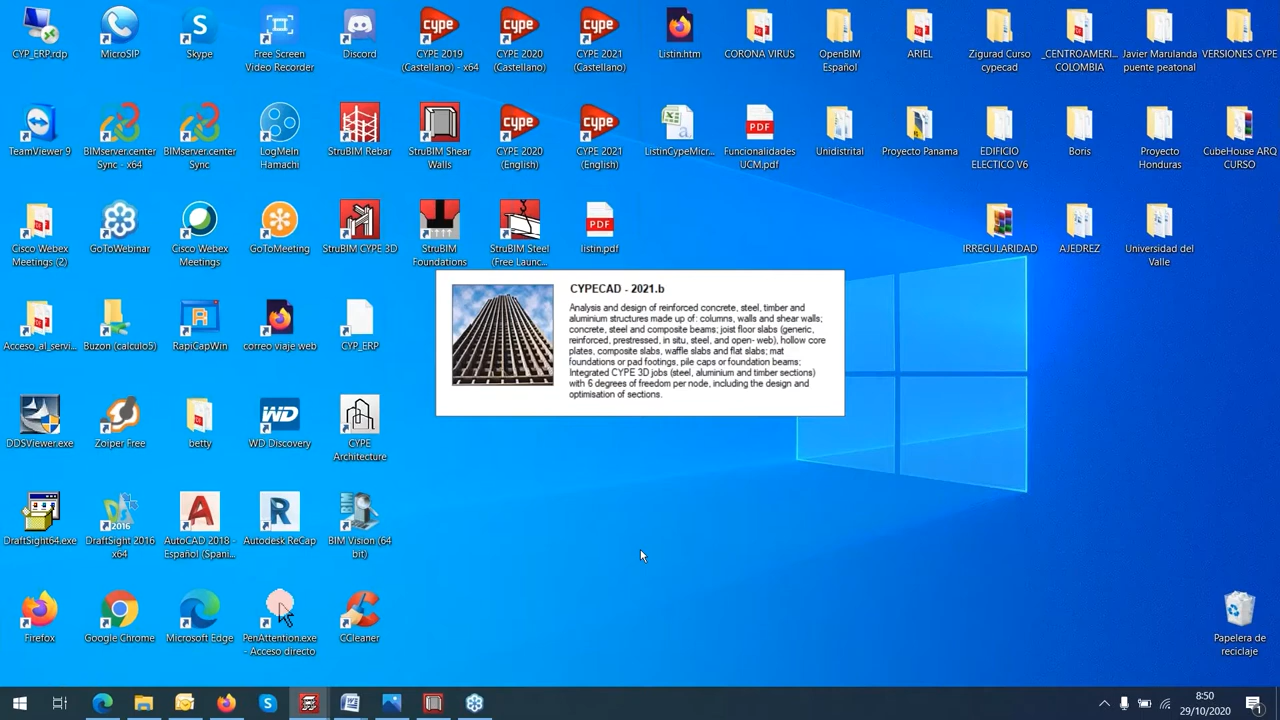 CYP_ERP.rdp
MicroSIP
Skype
Free Screen
Video Recorder
Discord
cype
CYPE 2019
(Castellano) - x64
cype
CYPE 2020
(Castellano)
cype
CYPE 2021
(Castellano)
Listin.htm
CORONA VIRUS
OpenBIM
Español
ARIEL
Zigurad Curso
cypecad
_CENTROAMERI...
COLOMBIA
Javier Marulanda
puente peatonal
VERSIONES CYPE
TeamViewer 9
BIMserver.center
Sync - x64
BIMserver.center
Sync
LogMeIn
Hamachi
StruBIM Rebar
StruBIM Shear
Walls
cype
CYPE 2020
(English)
cype
CYPE 2021
(English)
ListinCypeMicr...
PDF
Funcionalidades
UCM.pdf
Unidistrital
Proyecto Panama
EDIFICIO
ELECTICO V6
Boris
Proyecto
Honduras
CubeHouse ARQ
CURSO
Cisco Webex
Meetings (2)
GoToWebinar
Cisco Webex
Meetings
GoToMeeting
StruBIM CYPE 3D
StruBIM
Foundations
StruBIM Steel
(Free Launc...
PDF
listin.pdf
IRREGULARIDAD
AJEDREZ
Universidad del
Valle
CYPECAD - 2021.b
Analysis and design of reinforced concrete, steel, timber and
aluminium structures made up of: columns, walls and shear walls;
concrete, steel and composite beams; joist floor slabs (generic,
reinforced, prestressed, in situ, steel, and open- web), hollow core
plates, composite slabs, waffle slabs and flat slabs; mat
foundations or pad footings, pile caps or foundation beams;
Integrated CYPE 3D jobs (steel, aluminium and timber sections)
with 6 degrees of freedom per node, including the design and
optimisation of sections.
Acceso_al_servi...
Buzon (calculo5)
RapiCapWin
correo viaje web
CYP_ERP
DDSViewer.exe
Zoiper Free
betty
WD
WD Discovery
CYPE
Architecture
DraftSight64.exe
2016
DraftSight 2016
x64
AutoCAD 2018 -
Español (Spani...
Autodesk ReCap
BIM Vision (64
bit)
Firefox
Google Chrome
Microsoft Edge
PenAttention.exe
- Acceso directo
CCleaner
Papelera de
reciclaje
8:50
29/10/2020